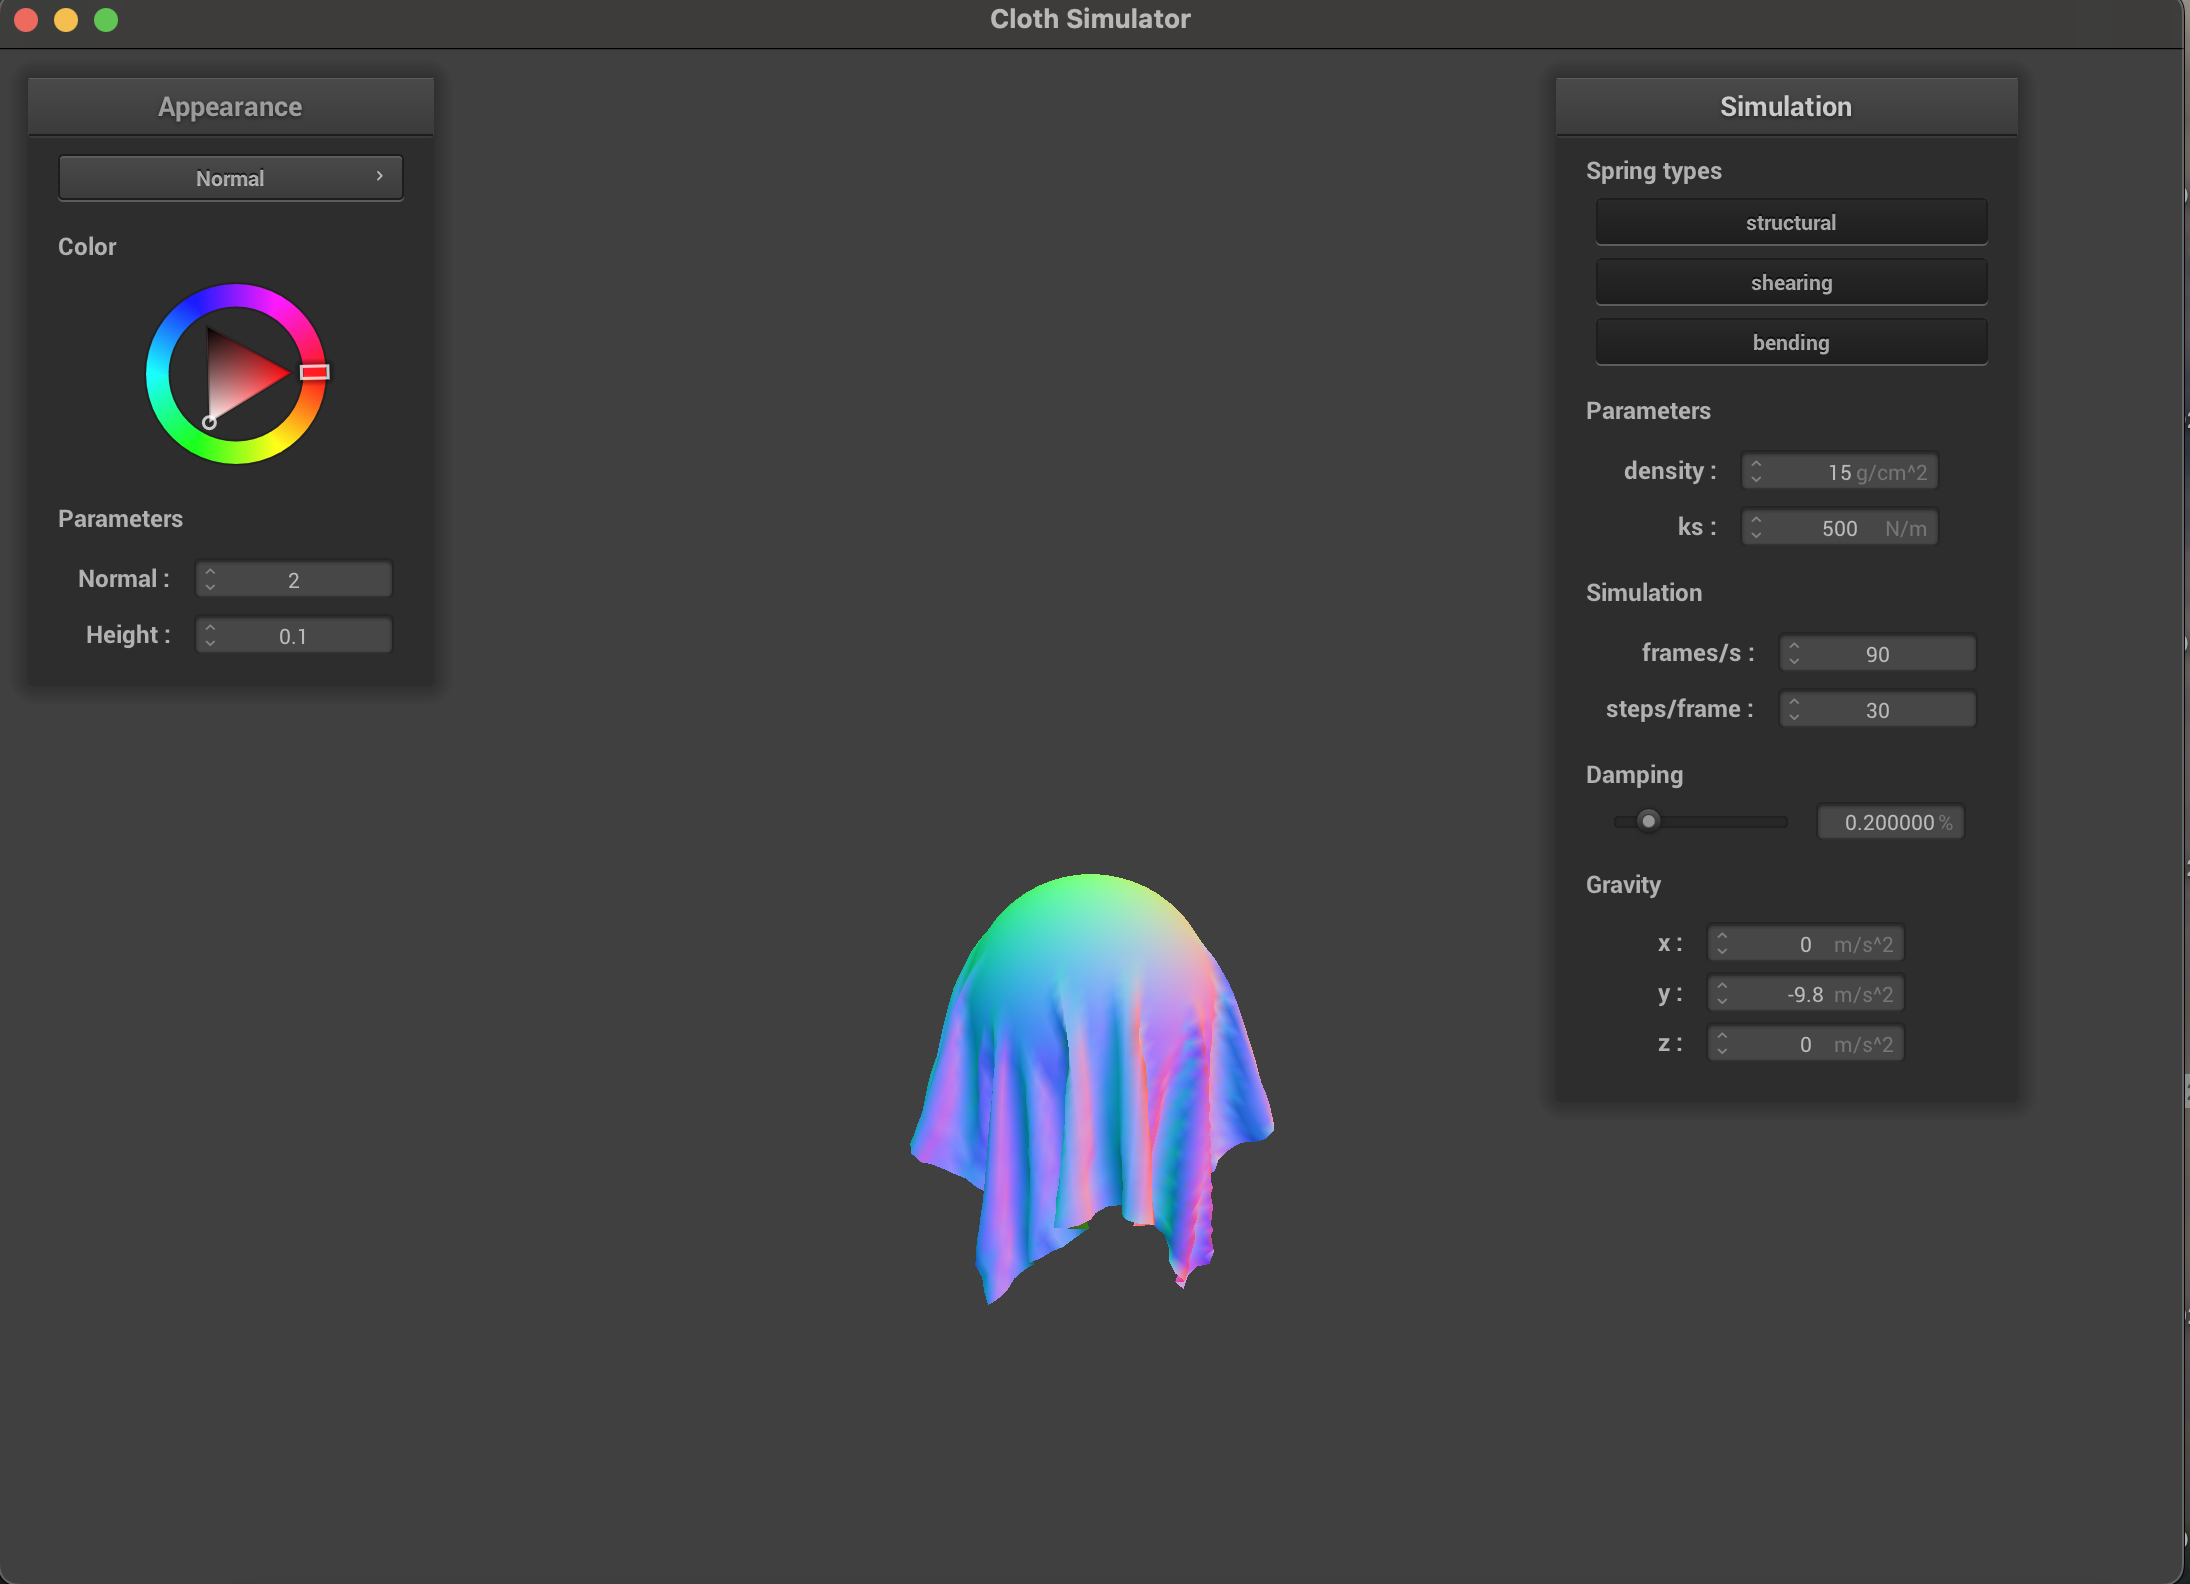 Cloth Simulator
Appearance
Normal
Color
Parameters
Normal : 2
Height : 0.1
Simulation
Spring types
structural
shearing
bending
Parameters
density : 15 g/cm^2
ks : 500 N/m
Simulation
frames/s : 90
steps/frame : 30
Damping
0.200000 %
Gravity
x : 0 m/s^2
y : -9.8 m/s^2
z : 0 m/s^2